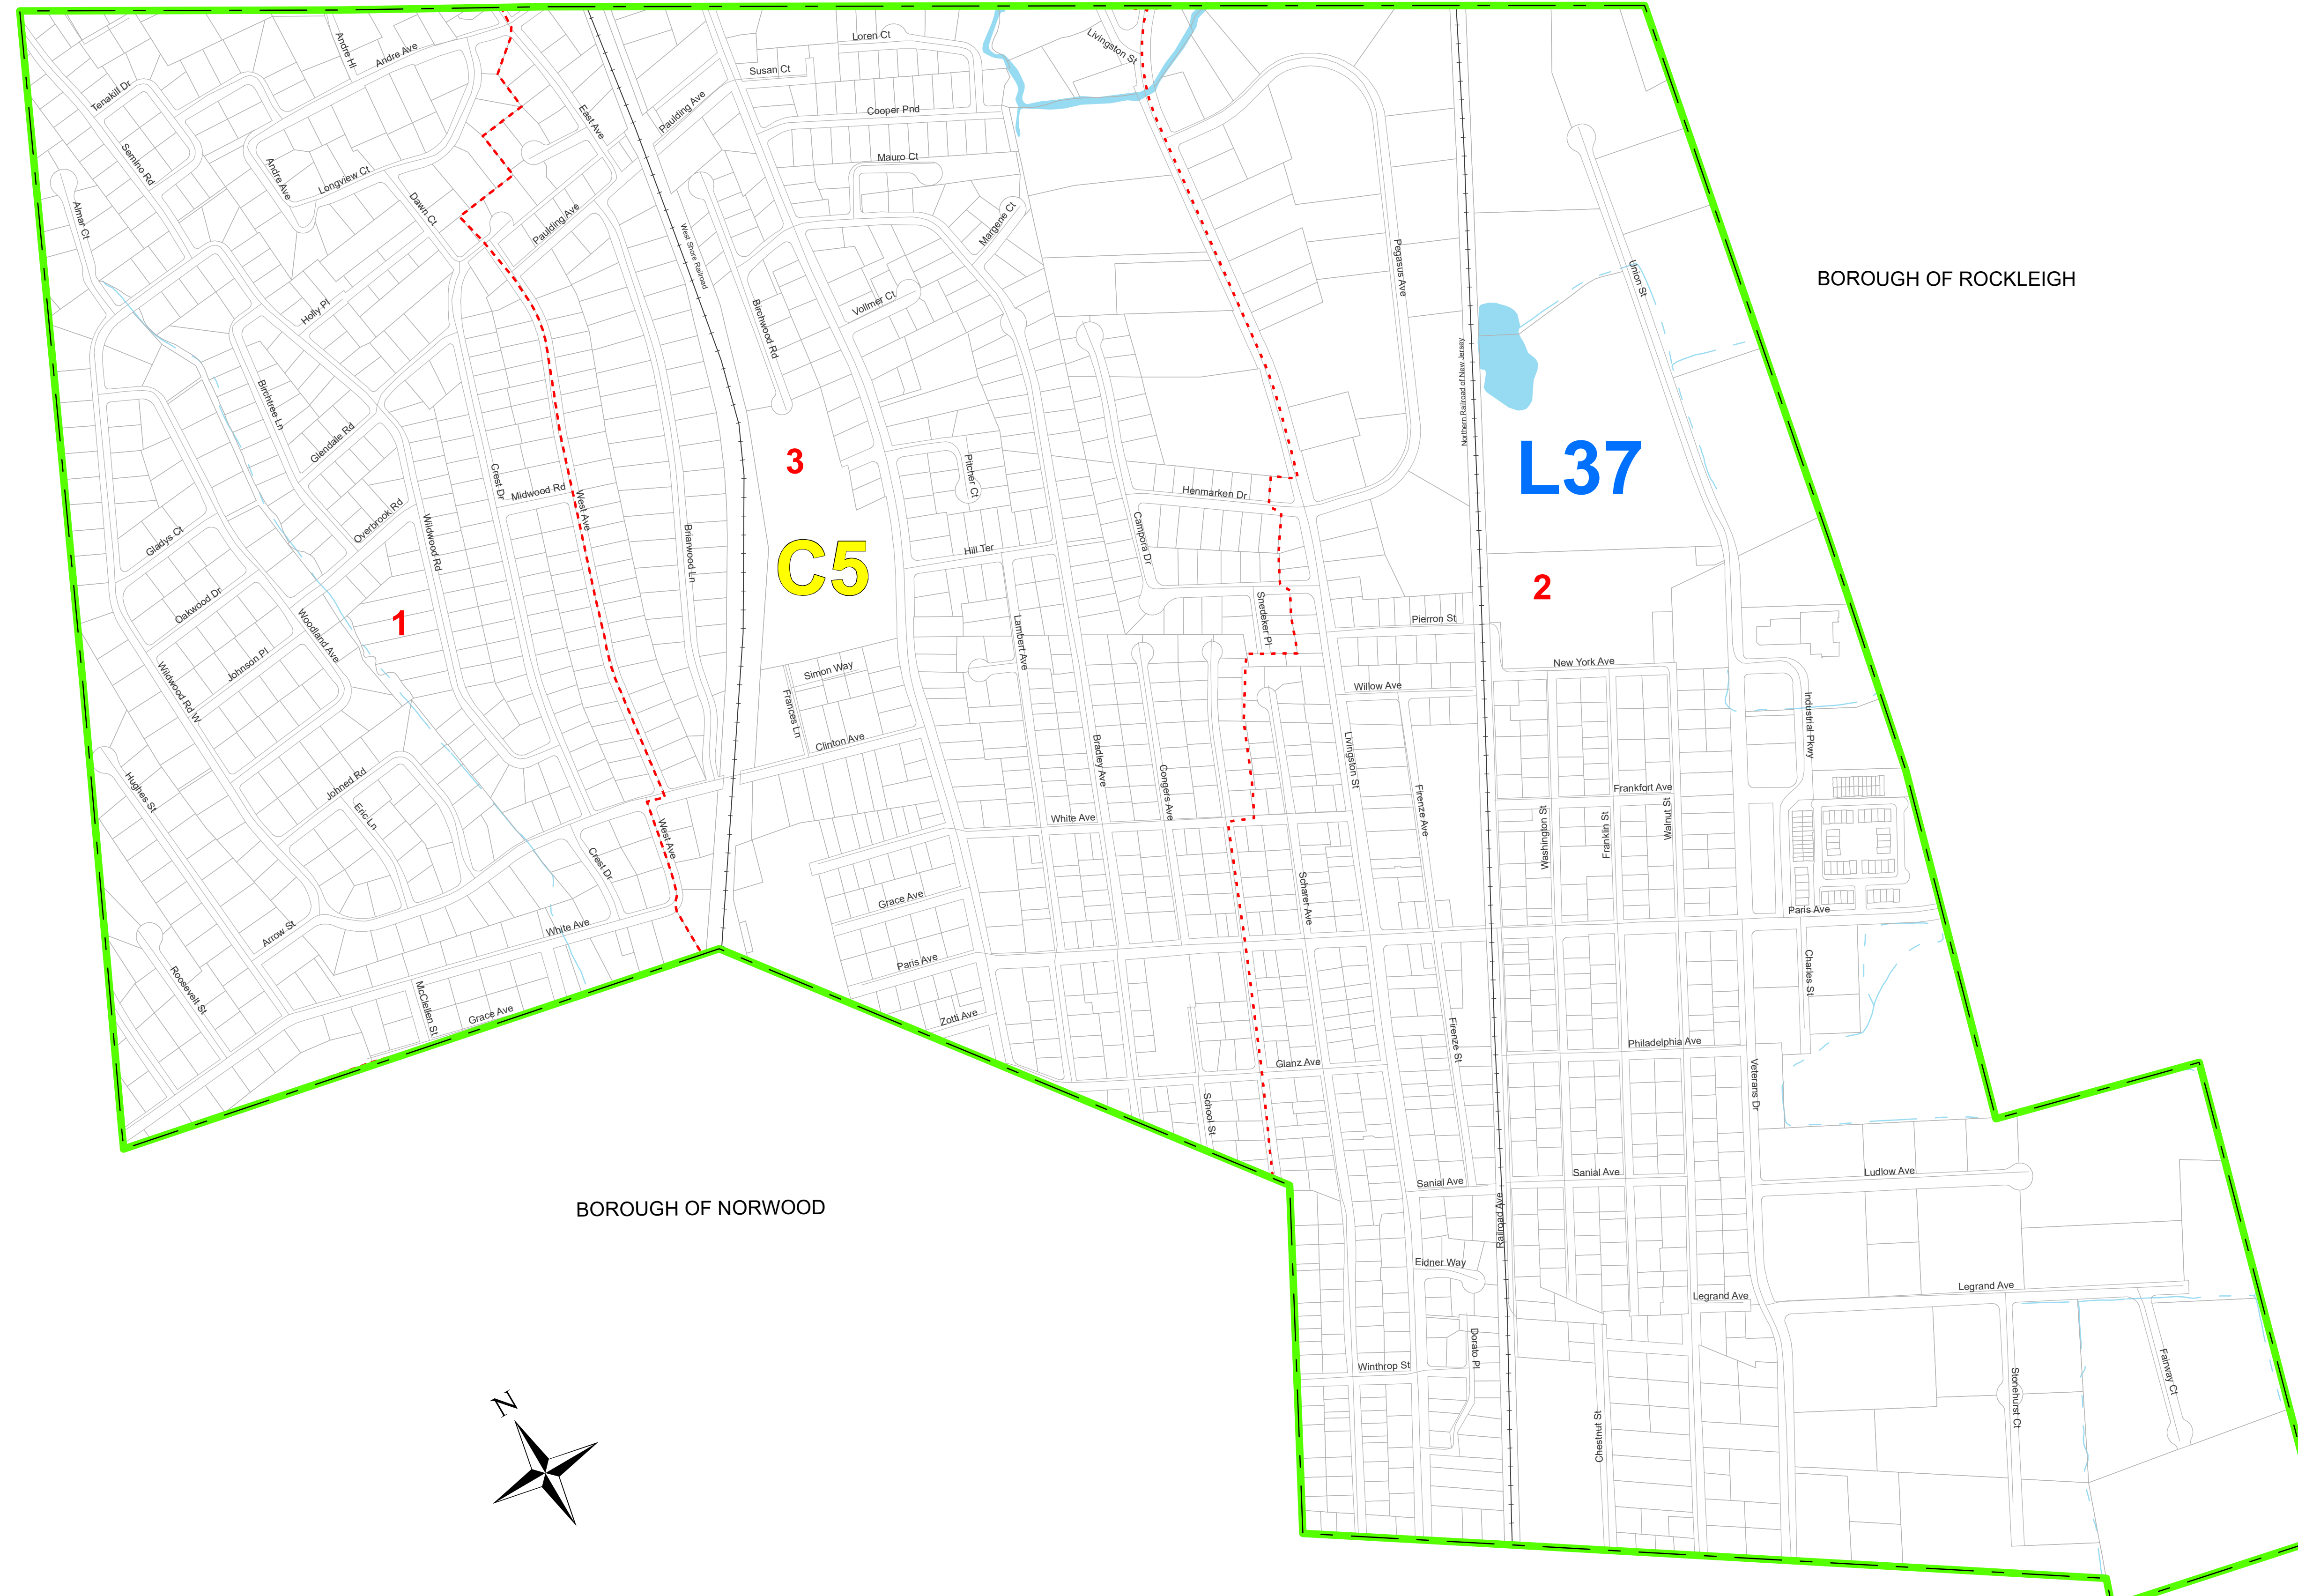 Loren Ct
Livingston St
Andre Hl
Andre Ave
Susan Ct
Tenakill Dr
Paulding Ave
Cooper Pnd
East Ave
Semino Rd
Mauro Ct
Andre Ave
Longview Ct
Almar Ct
Dawn Ct
Paulding Ave
Margene Ct
West Shore Railroad
Pegasus Ave
Union St
BOROUGH OF ROCKLEIGH
Holly Pl
Vollmer Ct
Birchwood Rd
Northern Railroad of New Jersey
Birchtree Ln
Glendale Rd
3
L37
Crest Dr
Midwood Rd
West Ave
Pitcher Ct
Henmarken Dr
Overbrook Rd
Wildwood Rd
Gladys Ct
Campora Dr
Briarwood Ln
Hill Ter
C5
2
Oakwood Dr
1
Woodland Ave
Snedeker Pl
Pierron St
Lambert Ave
Johnson Pl
Simon Way
New York Ave
Wildwood Rd W
Frances Ln
Willow Ave
Industrial Pkwy
Clinton Ave
Bradley Ave
Livingston St
Hughes St
Johned Rd
Congers Ave
Frankfort Ave
Eric Ln
West Ave
White Ave
Firenze Ave
Washington St
Franklin St
Walnut St
Crest Dr
Grace Ave
Scharer Ave
Paris Ave
Arrow St
White Ave
Paris Ave
Charles St
Roosevelt St
McClellen St
Grace Ave
Zotti Ave
Firenze St
Philadelphia Ave
Glanz Ave
Veterans Dr
School St
Sanial Ave
Sanial Ave
Ludlow Ave
BOROUGH OF NORWOOD
Railroad Ave
Eidner Way
Legrand Ave
Legrand Ave
Winthrop St
Dorato Pl
Stonehurst Ct
Fairway Ct
N
Chestnut St